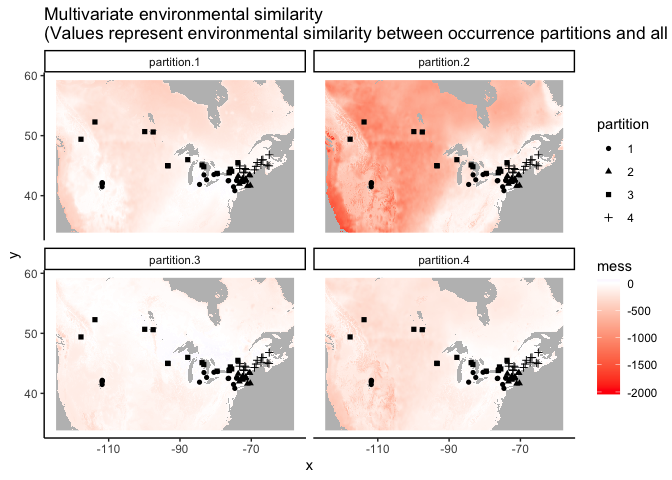 Multivariate environmental similarity
(Values represent environmental similarity between occurrence partitions and all
partition.1
partition.2
60
50
40
partition.3
partition.4
60
50
40
y
-110
-90
-70
-110
-90
-70
x
partition
1
2
3
4
mess
0
-500
-1000
-1500
-2000